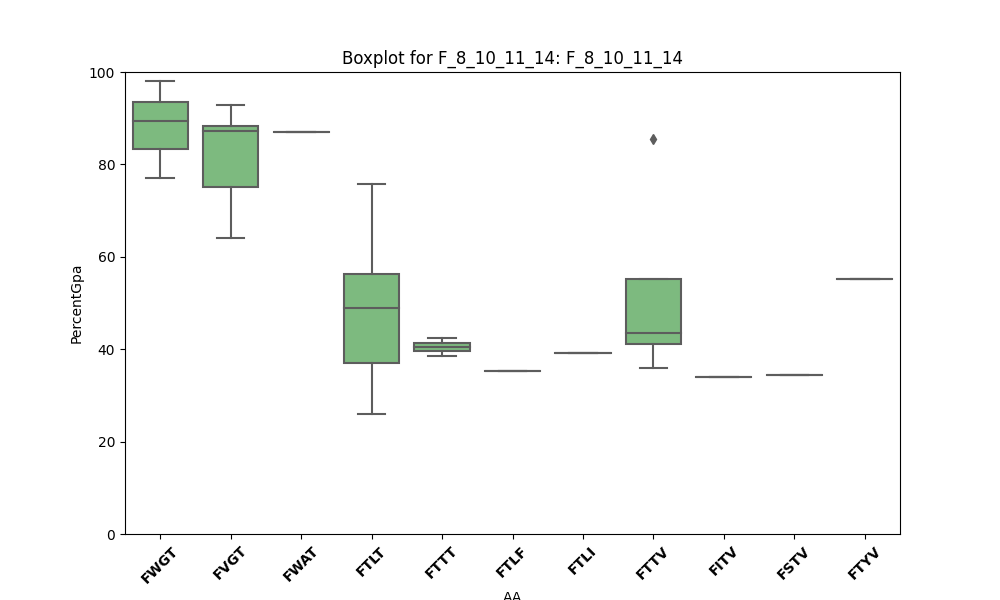 Boxplot for F_8_10_11_14: F_8_10_11_14
PercentGpa
100
80
60
40
20
0
FWGT FVGT FWAT FTLT FTTT FTLF FTLI FTTV FITV FSTV FTYV
AA